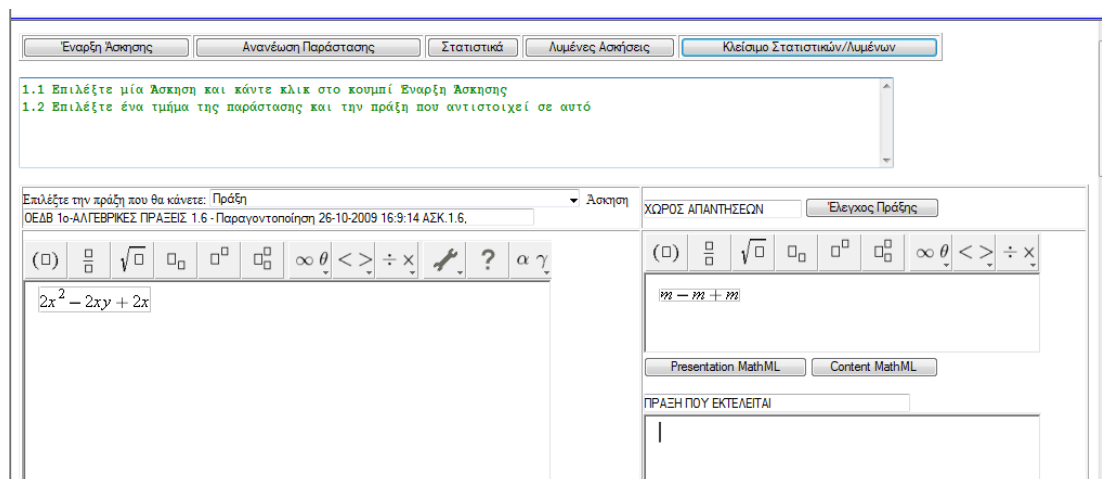 Έναρξη Άσκησης Ανανέωση Παράστασης Στατιστικά Λυμένες Ασκήσεις Κλείσιμο Στατιστικών/Λυμένων
1.1 Επιλέξτε μία Άσκηση και κάντε κλικ στο κουμπί Έναρξη Άσκησης
1.2 Επιλέξτε ένα τμήμα της παράστασης και την πράξη που αντιστοιχεί σε αυτό
Επιλέξτε την πράξη που θα κάνετε: Πράξη Άσκηση
ΟΕΔΒ 1ο-ΑΛΓΕΒΡΙΚΕΣ ΠΡΑΞΕΙΣ 1.6 - Παραγοντοποίηση 26-10-2009 16:9:14 ΑΣΚ.1.6,
ΧΩΡΟΣ ΑΠΑΝΤΗΣΕΩΝ Έλεγχος Πράξης
(□) □/□ √□ □□ □^□ □□^□ ∞ θ < > ÷ × ? α γ
(□) □/□ √□ □□ □^□ □□^□ ∞ θ < > ÷ ×
2x² − 2xy + 2x
m − m + m
Presentation MathML Content MathML
ΠΡΑΞΗ ΠΟΥ ΕΚΤΕΛΕΙΤΑΙ